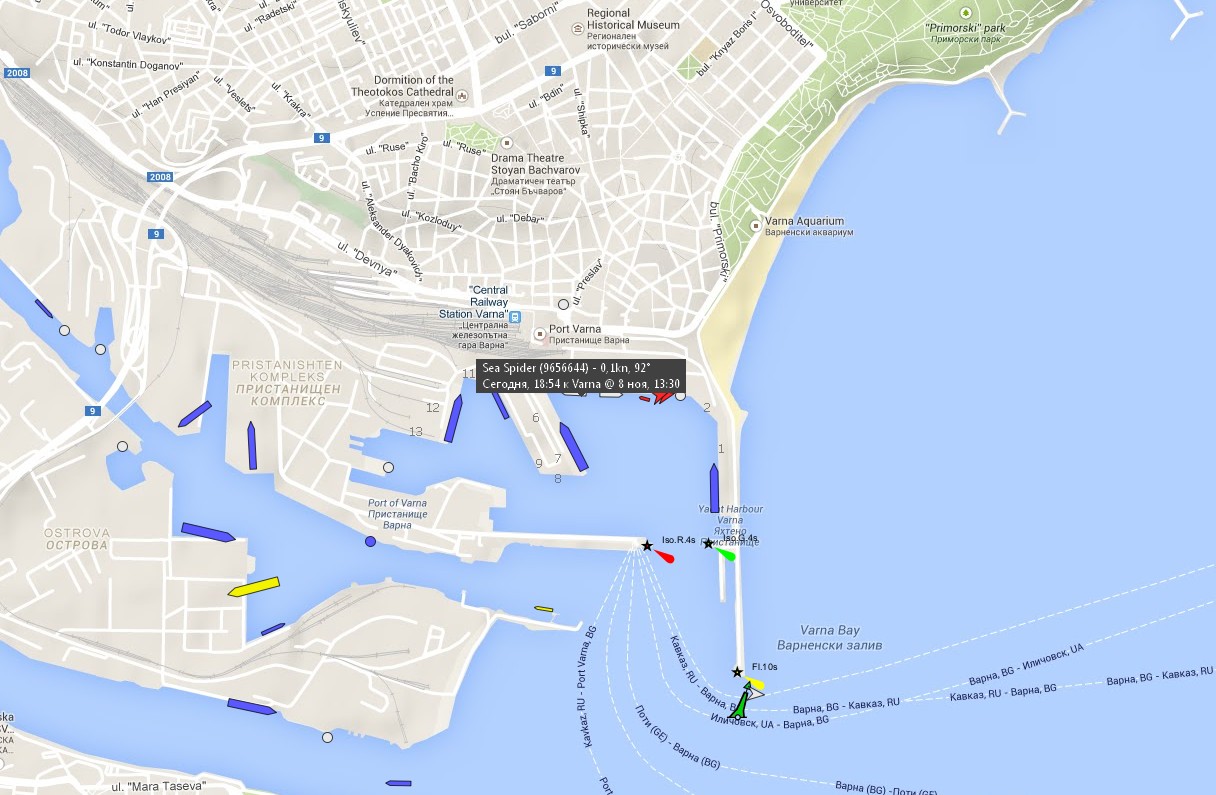 университет
"Primorski" park
Приморски парк
Regional
Historical Museum
Регионален
исторически музей
bul. "Saborni"
bul. "Knyaz Boris I"
Osvoboditel"
ul. "Radetski"
ul. "Todor Vlaykov"
ul. "Konstantin Doganov"
2008
9
ul. "Han Presiyan"
ul. "Veslets"
ul. "Krakra"
Dormition of the
Theotokos Cathedral
Катедрален храм
Успение Пресвятия...
ul. "Bdin"
ul. "Shipka"
9
ul. "Ruse"
ul. "Bacho Kiro"
ul. "Ruse"
Drama Theatre
Stoyan Bachvarov
Драматичен театър
„Стоян Бъчваров"
2008
9
ul. "Aleksander Dyakovich"
ul. "Kozloduy"
ul. "Debar"
bul. "Primorski"
Varna Aquarium
Варненски аквариум
ul. "Devnya"
ul. "Preslav"
"Central
Railway
Station Varna"
"Централна
железопътна
гара Варна"
Port Varna
Пристанище Варна
PRISTANISHTEN
KOMPLEKS
ПРИСТАНИЩЕН
КОМПЛЕКС
Sea Spider (9656644) - 0,1kn, 92°
Сегодня, 18:54 к Varna @ 8 ноя, 13:30
11
12
13
6
7
9
8
2
1
9
Port of Varna
Пристанище
Варна
Yacht Harbour
Varna
Яхтено
пристанище
Iso.R.4s
Iso.G.4s
OSTROVA
ОСТРОВА
Varna Bay
Варненски залив
Fl.10s
Kavkaz, RU - Port Varna, BG
Кавказ, RU - Варна, BG
Поти (GE) - Варна (BG)
Иличовск, UA - Варна, BG
Варна, BG - Кавказ, RU
Кавказ, RU - Варна, BG
Варна, BG - Иличовск, UA
Варна, BG - Кавказ, RU
Варна (BG) -Поти (GE)
Port
ul. "Mara Taseva"